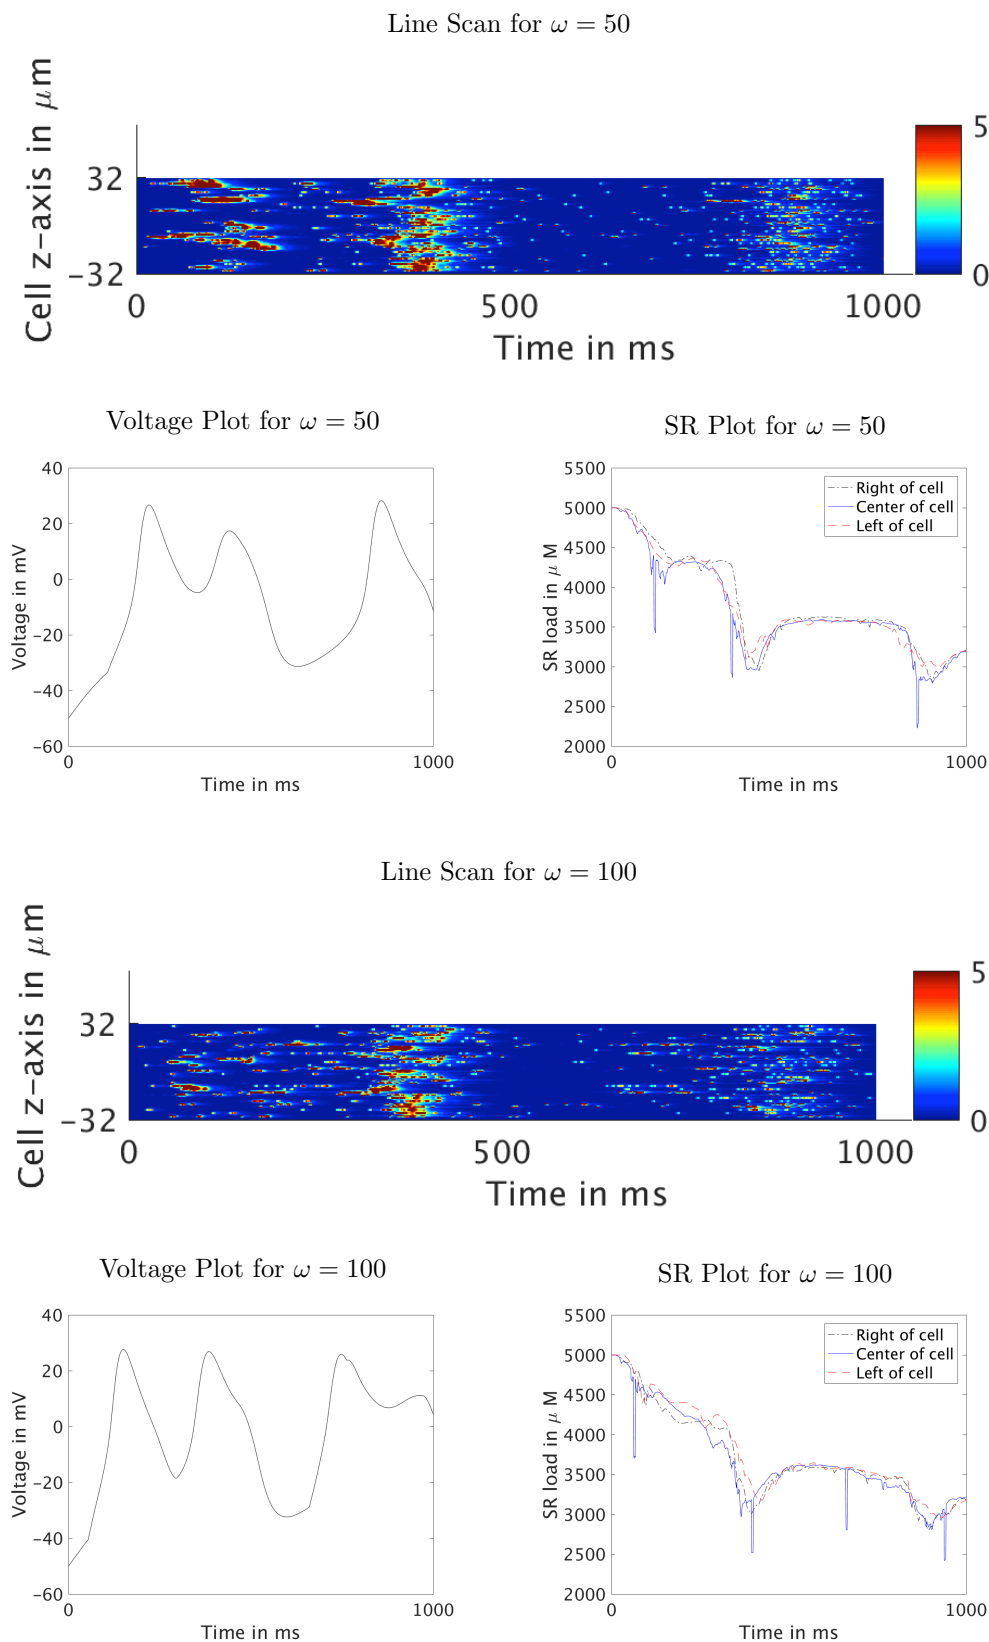 Line Scan for ω = 50
Cell z-axis in μm
32
-32
0
500
1000
Time in ms
5
0
Voltage Plot for ω = 50
Voltage in mV
40
20
0
-20
-40
-60
0
1000
Time in ms
SR Plot for ω = 50
SR load in μ M
5500
5000
4500
4000
3500
3000
2500
2000
0
1000
Time in ms
Right of cell
Center of cell
Left of cell
Line Scan for ω = 100
Cell z-axis in μm
32
-32
0
500
1000
Time in ms
5
0
Voltage Plot for ω = 100
Voltage in mV
40
20
0
-20
-40
-60
0
1000
Time in ms
SR Plot for ω = 100
SR load in μ M
5500
5000
4500
4000
3500
3000
2500
2000
0
1000
Time in ms
Right of cell
Center of cell
Left of cell